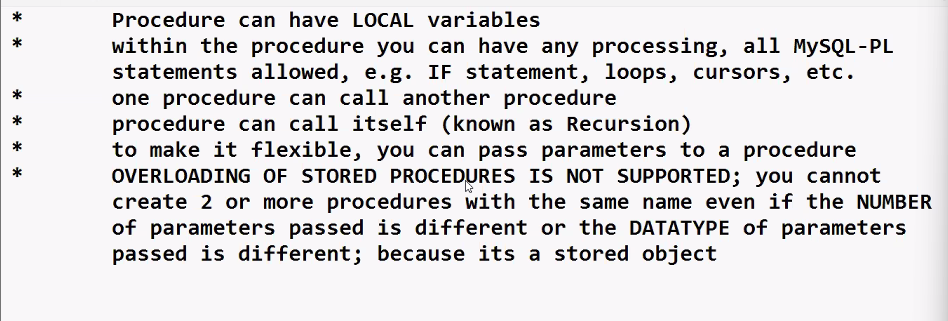 * Procedure can have LOCAL variables
* within the procedure you can have any processing, all MySQL-PL
statements allowed, e.g. IF statement, loops, cursors, etc.
* one procedure can call another procedure
* procedure can call itself (known as Recursion)
* to make it flexible, you can pass parameters to a procedure
* OVERLOADING OF STORED PROCEDURES IS NOT SUPPORTED; you cannot
create 2 or more procedures with the same name even if the NUMBER
of parameters passed is different or the DATATYPE of parameters
passed is different; because its a stored object